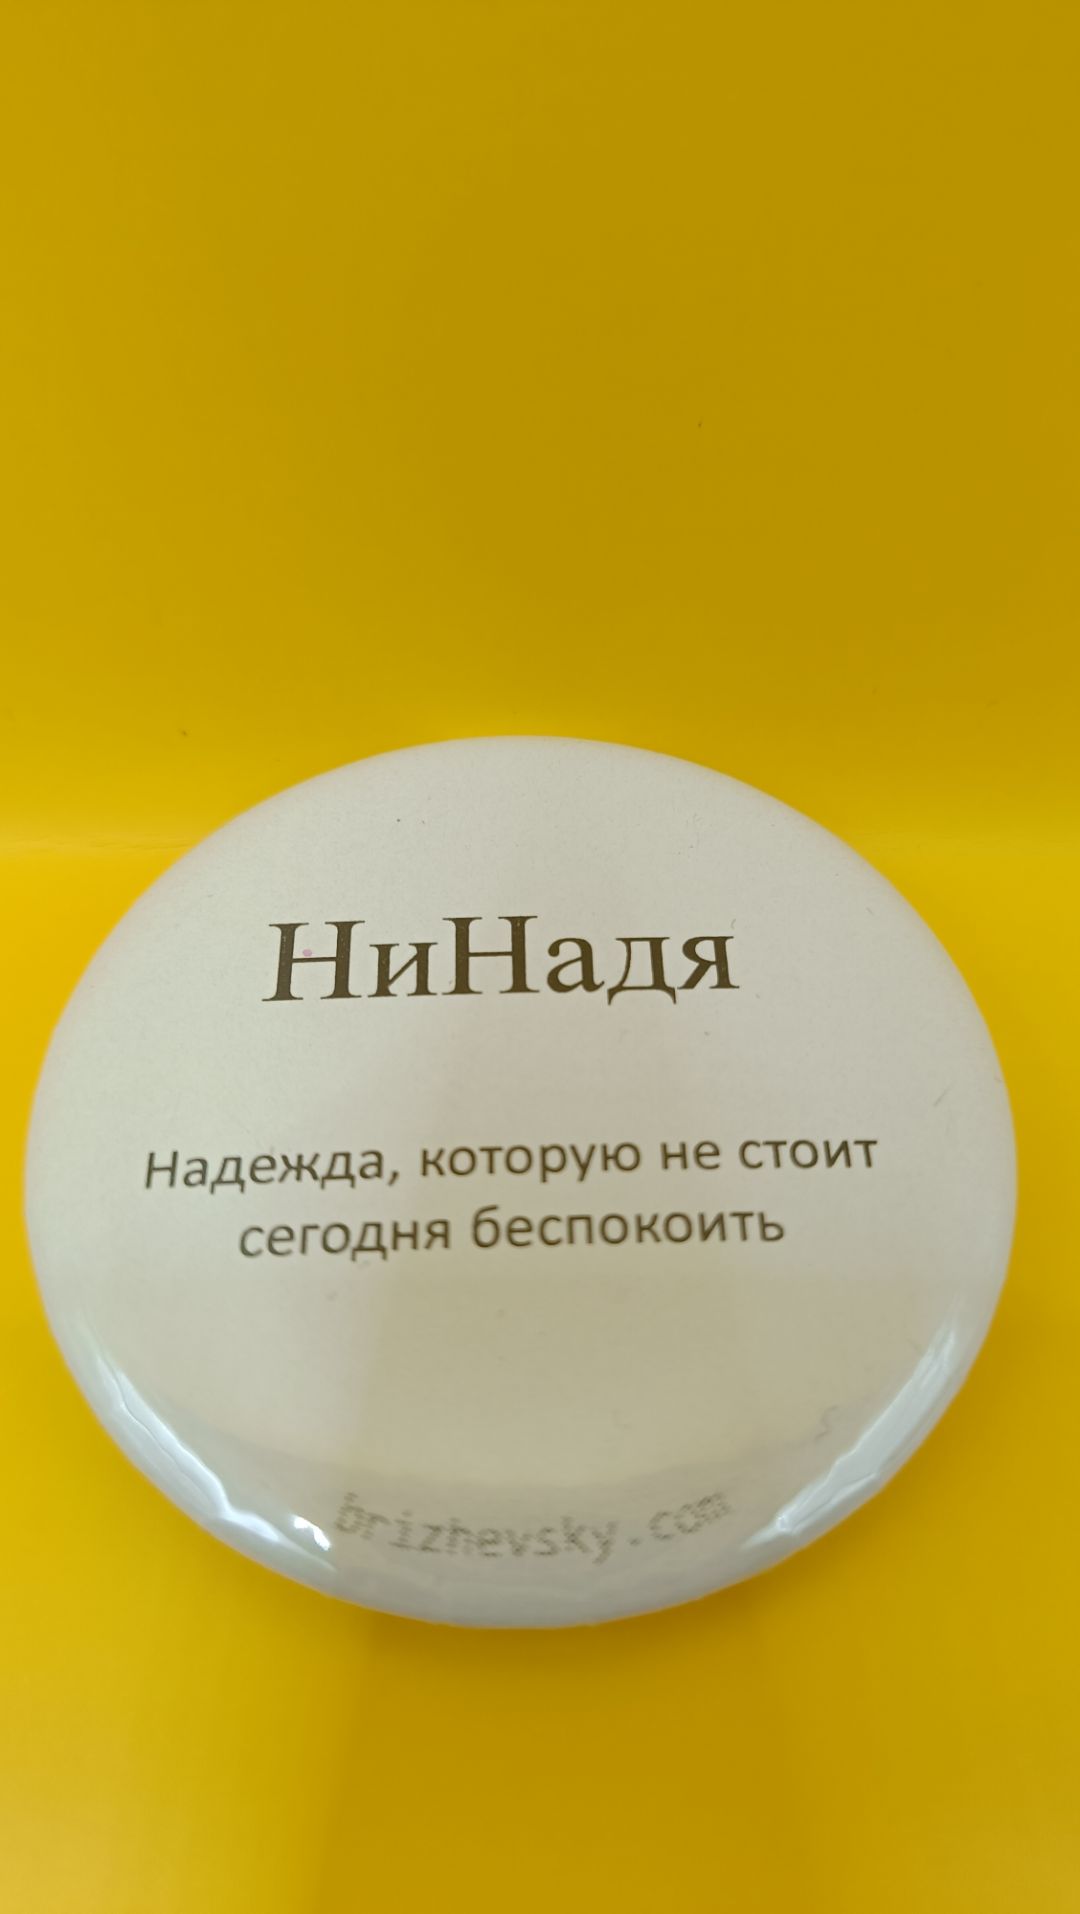 НиНадя
Надежда, которую не стоит
сегодня беспокоить
brizhevsky.com